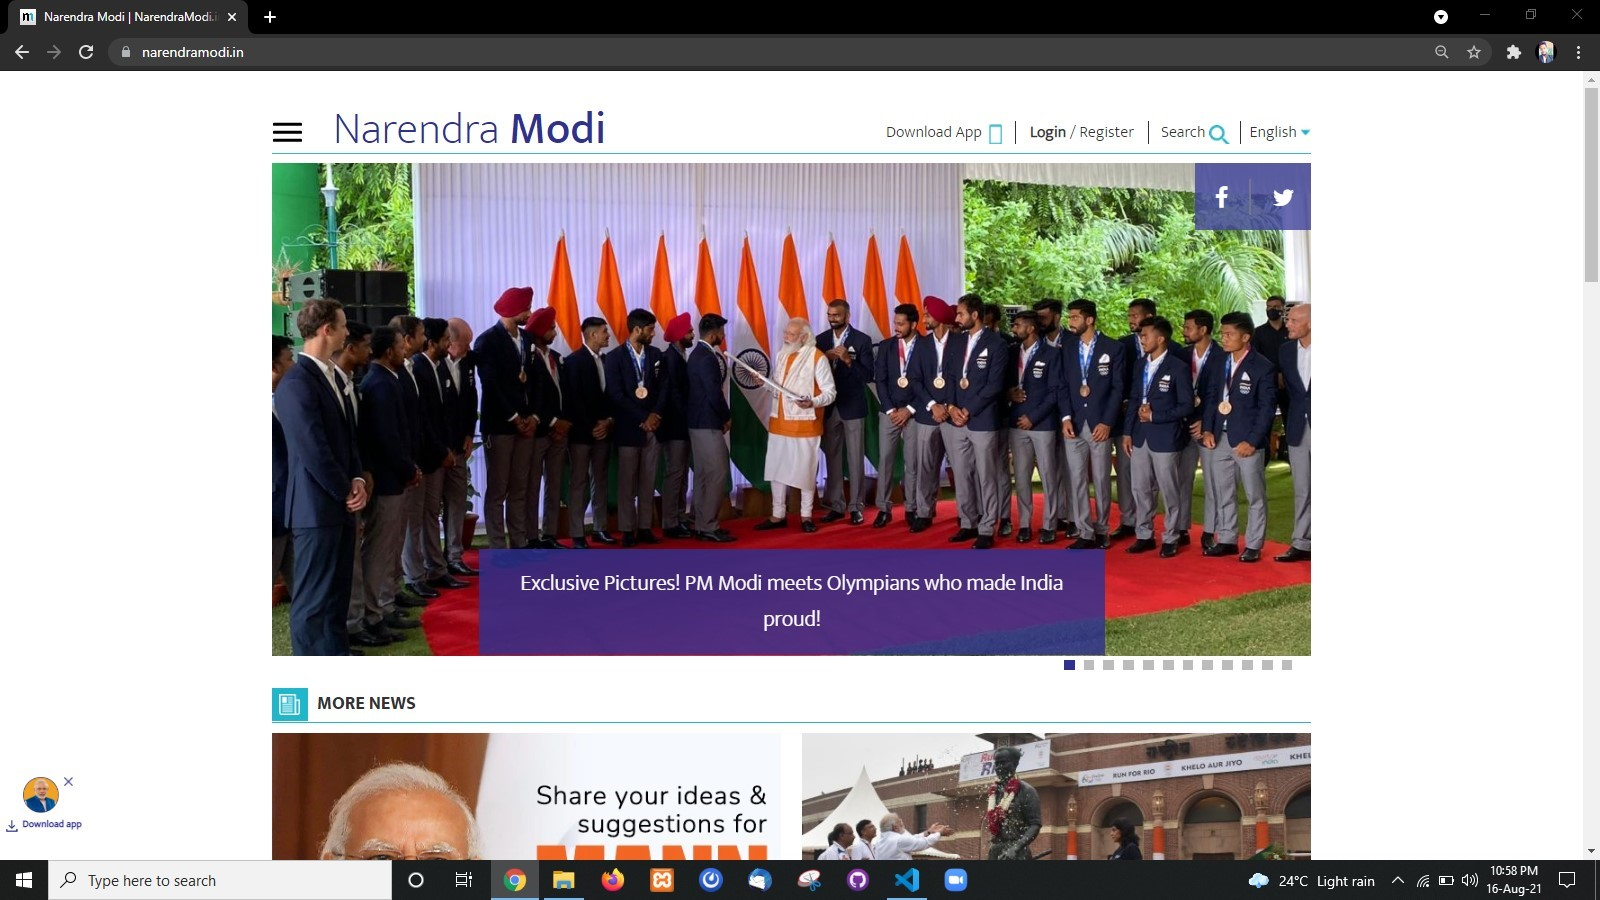 Narendra Modi | NarendraModi.i
narendramodi.in
Narendra Modi
Download App
Login / Register
Search
English
Exclusive Pictures! PM Modi meets Olympians who made India
proud!
MORE NEWS
Share your ideas &
suggestions for
MANN
RUN FOR RIO
KHELO AUR JIYO
KHEL
Download app
Type here to search
24°C Light rain
10:58 PM
16-Aug-21